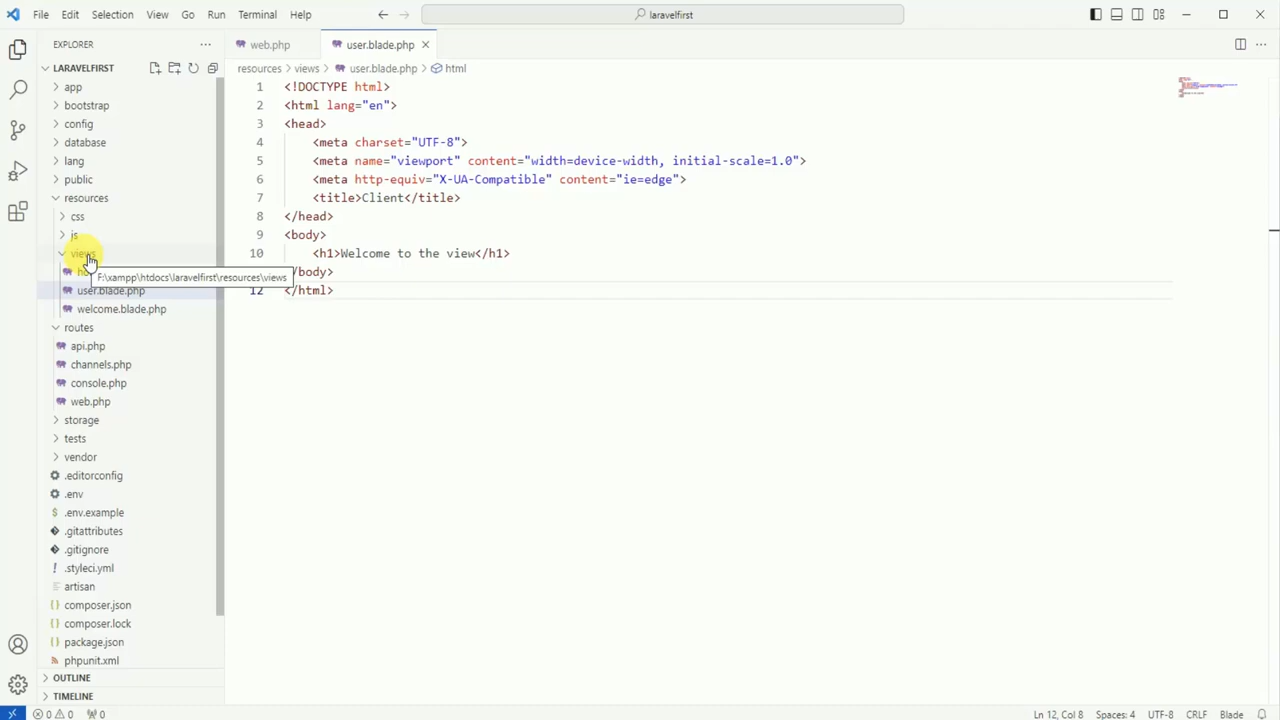 File Edit Selection View Go Run Terminal Help
laravelfirst
EXPLORER
LARAVELFIRST
app
bootstrap
config
database
lang
public
resources
css
js
views
F:\xampp\htdocs\laravelfirst\resources\views
user.blade.php
welcome.blade.php
routes
api.php
channels.php
console.php
web.php
storage
tests
vendor
.editorconfig
.env
.env.example
.gitattributes
.gitignore
.styleci.yml
artisan
composer.json
composer.lock
package.json
phpunit.xml
OUTLINE
TIMELINE
web.php user.blade.php
resources > views > user.blade.php > html
1 <!DOCTYPE html>
2 <html lang="en">
3 <head>
4 <meta charset="UTF-8">
5 <meta name="viewport" content="width=device-width, initial-scale=1.0">
6 <meta http-equiv="X-UA-Compatible" content="ie=edge">
7 <title>Client</title>
8 </head>
9 <body>
10 <h1>Welcome to the view</h1>
/body>
12 </html>
0 0 0 Ln 12, Col 8 Spaces: 4 UTF-8 CRLF Blade